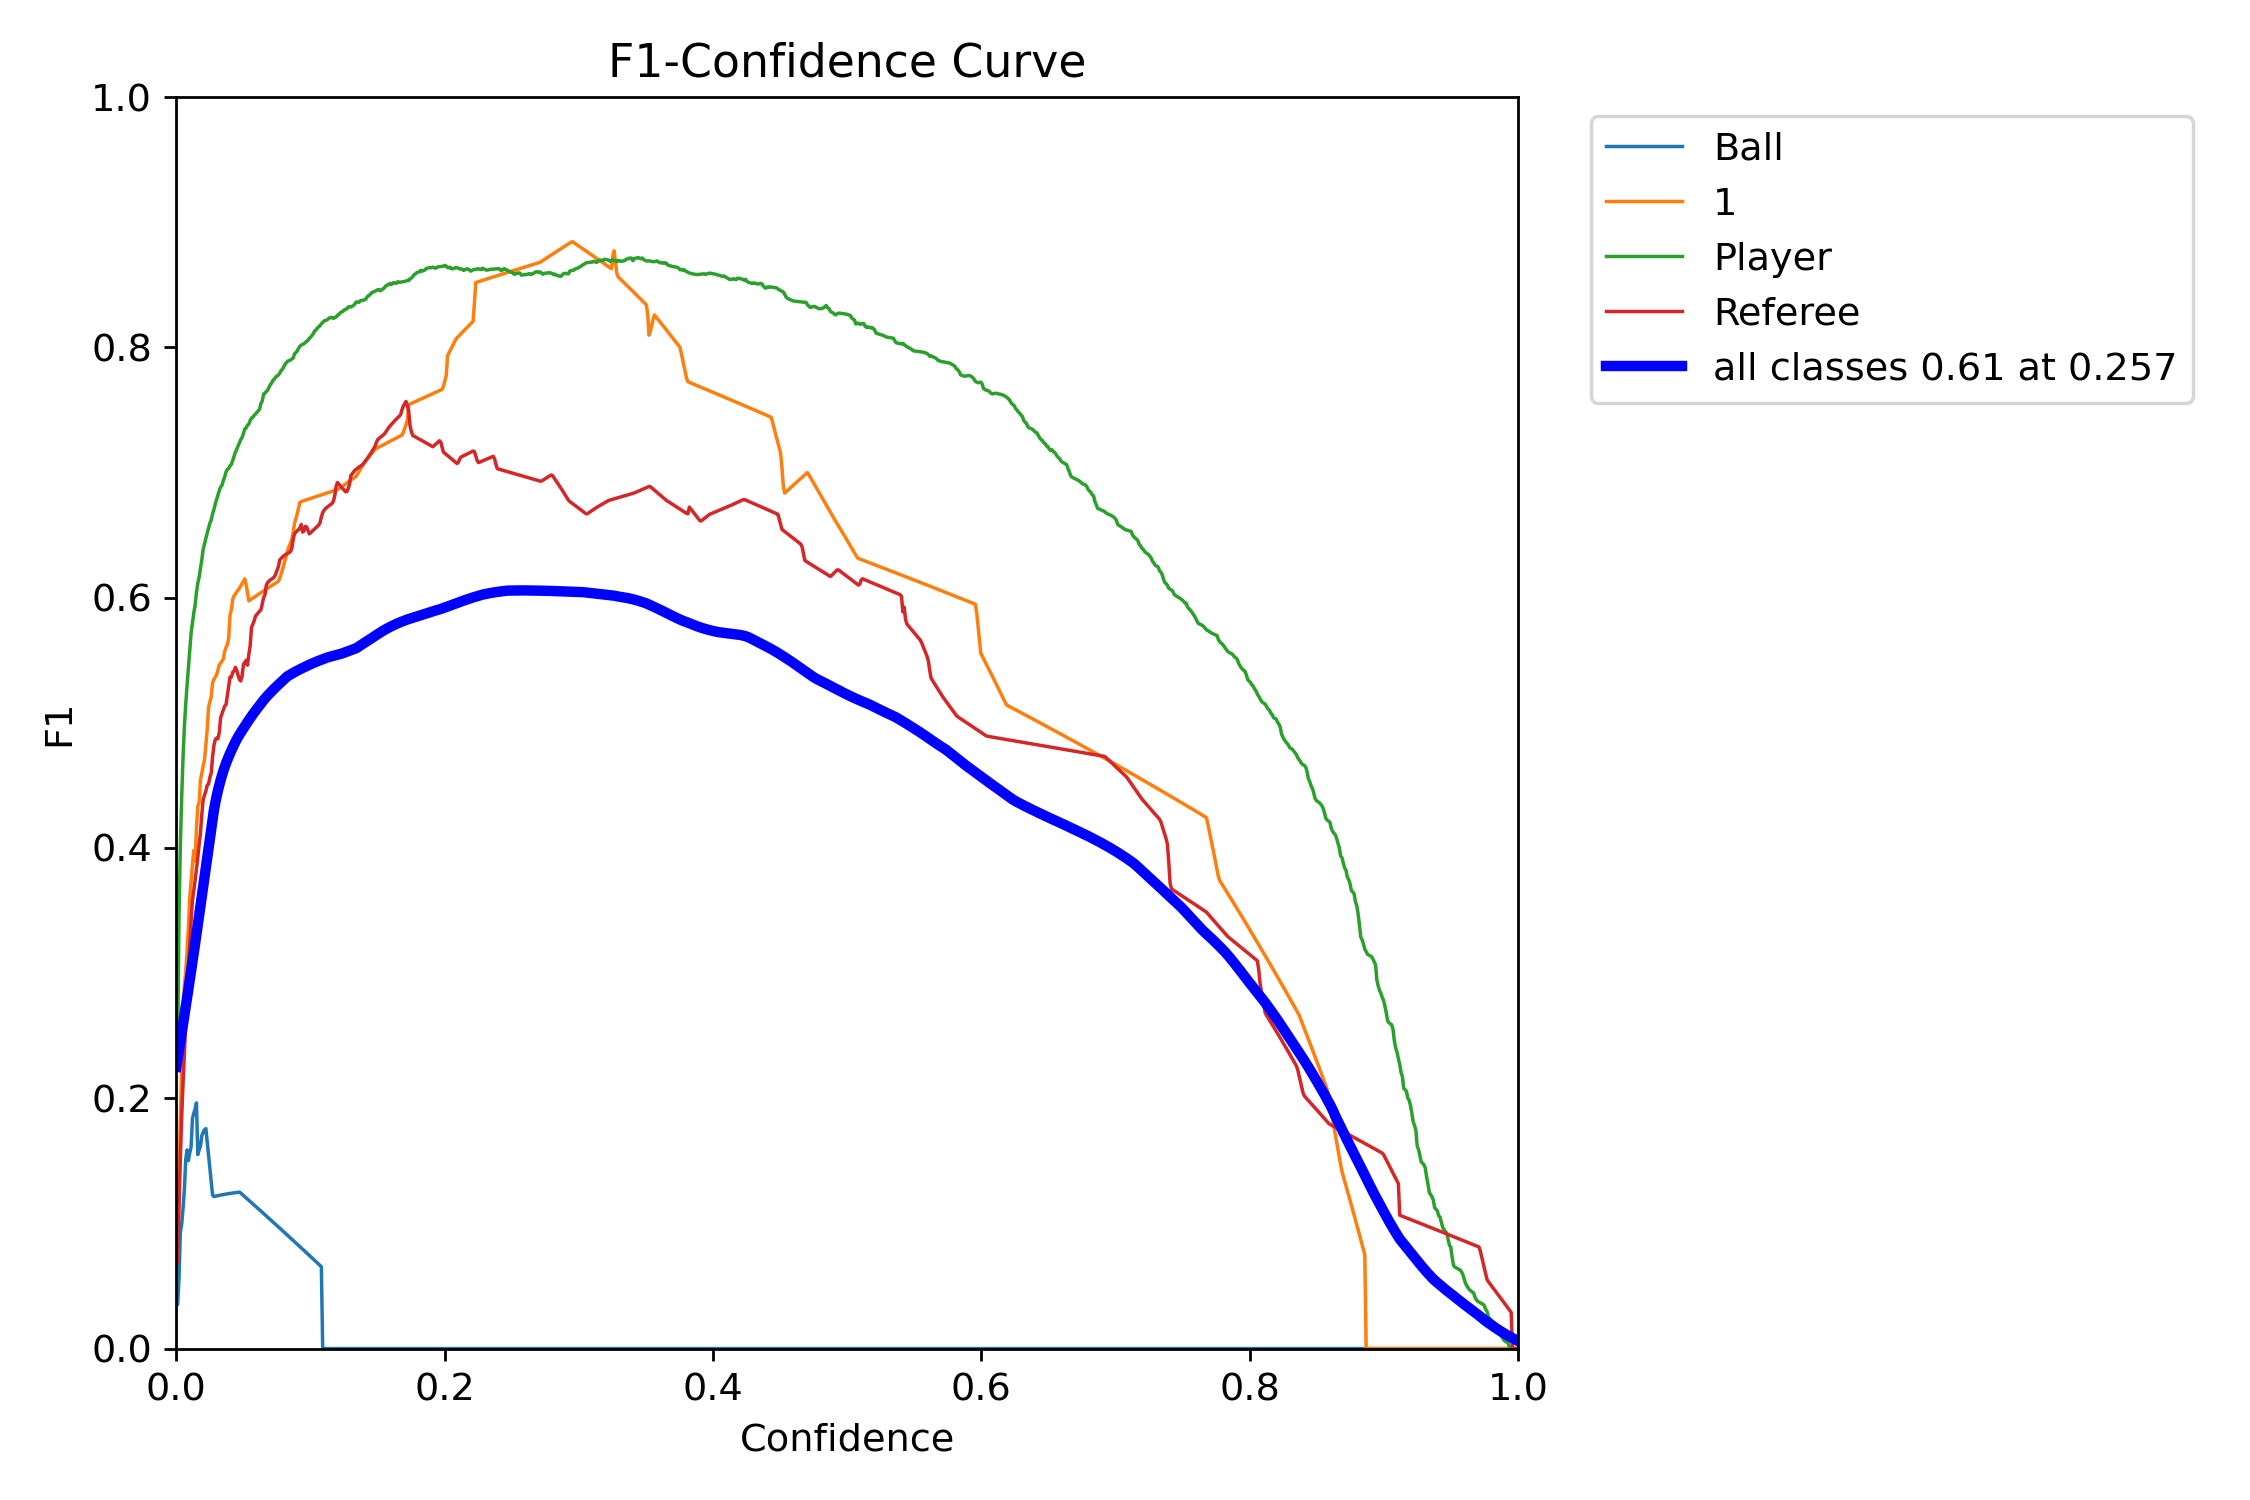 F1-Confidence Curve
1.0
0.8
0.6
0.4
0.2
0.0
F1
0.0 0.2 0.4 0.6 0.8 1.0
Confidence
Ball
1
Player
Referee
all classes 0.61 at 0.257